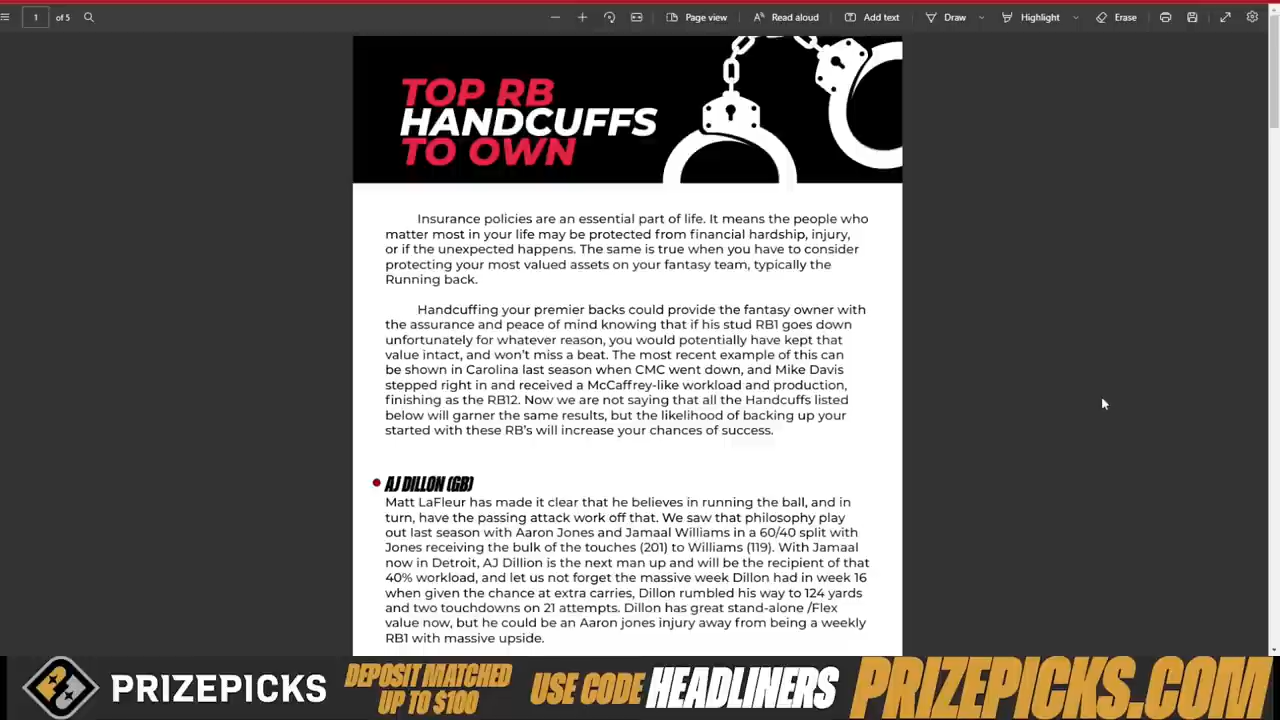 1 of 5
Page view
Read aloud
Add text
Draw
Highlight
Erase
TOP RB
HANDCUFFS
TO OWN
Insurance policies are an essential part of life. It means the people who
matter most in your life may be protected from financial hardship, injury,
or if the unexpected happens. The same is true when you have to consider
protecting your most valued assets on your fantasy team, typically the
Running back.
Handcuffing your premier backs could provide the fantasy owner with
the assurance and peace of mind knowing that if his stud RB1 goes down
unfortunately for whatever reason, you would potentially have kept that
value intact, and won't miss a beat. The most recent example of this can
be shown in Carolina last season when CMC went down, and Mike Davis
stepped right in and received a McCaffrey-like workload and production,
finishing as the RB12. Now we are not saying that all the Handcuffs listed
below will garner the same results, but the likelihood of backing up your
started with these RB's will increase your chances of success.
AJ DILLON (GB)
Matt LaFleur has made it clear that he believes in running the ball, and in
turn, have the passing attack work off that. We saw that philosophy play
out last season with Aaron Jones and Jamaal Williams in a 60/40 split with
Jones receiving the bulk of the touches (201) to Williams (119). With Jamaal
now in Detroit, AJ Dillion is the next man up and will be the recipient of that
40% workload, and let us not forget the massive week Dillon had in week 16
when given the chance at extra carries, Dillon rumbled his way to 124 yards
and two touchdowns on 21 attempts. Dillon has great stand-alone /Flex
value now, but he could be an Aaron jones injury away from being a weekly
RB1 with massive upside.
PRIZEPICKS
DEPOSIT MATCHED
UP TO $100
USE CODE HEADLINERS
PRIZEPICKS.COM